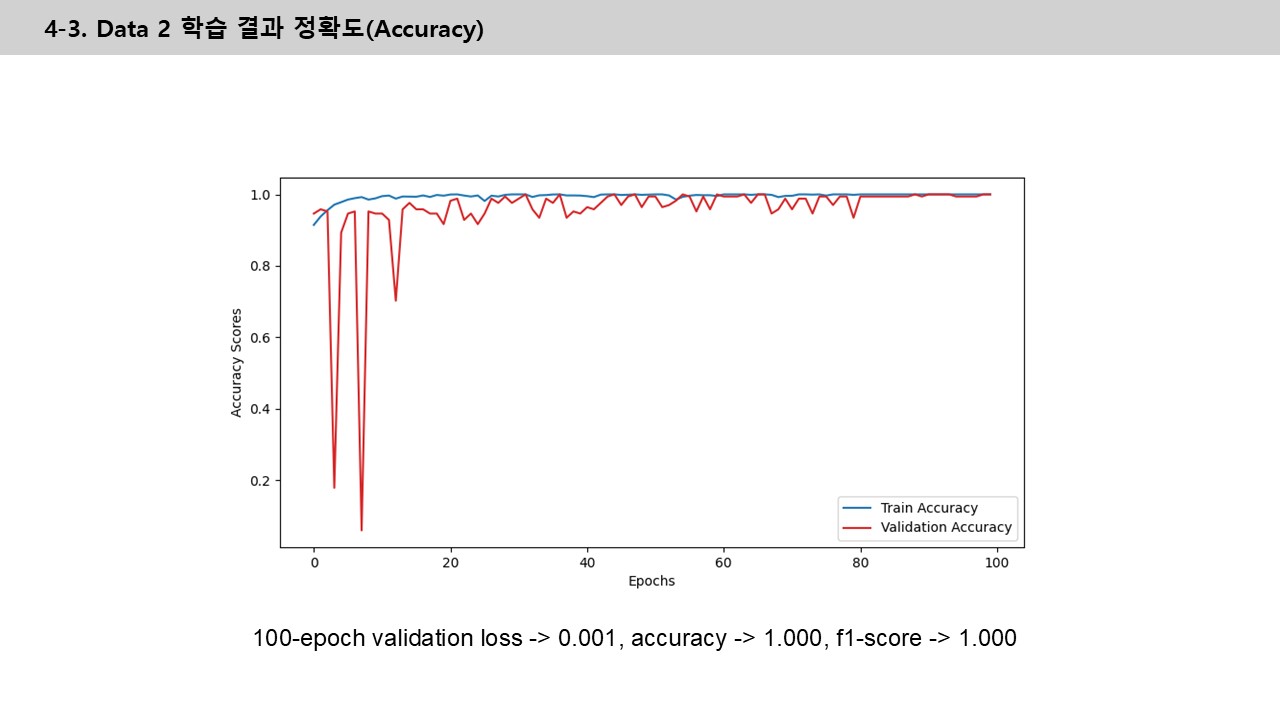 4-3. Data 2 학습 결과 정확도(Accuracy)
1.0
0.8
0.6
0.4
0.2
Accuracy Scores
0 20 40 60 80 100
Epochs
Train Accuracy
Validation Accuracy
100-epoch validation loss -> 0.001, accuracy -> 1.000, f1-score -> 1.000